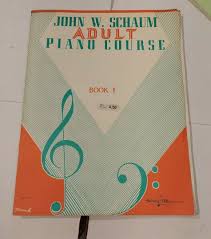 JOHN W. SCHAUM
ADULT
PIANO COURSE
BOOK 1